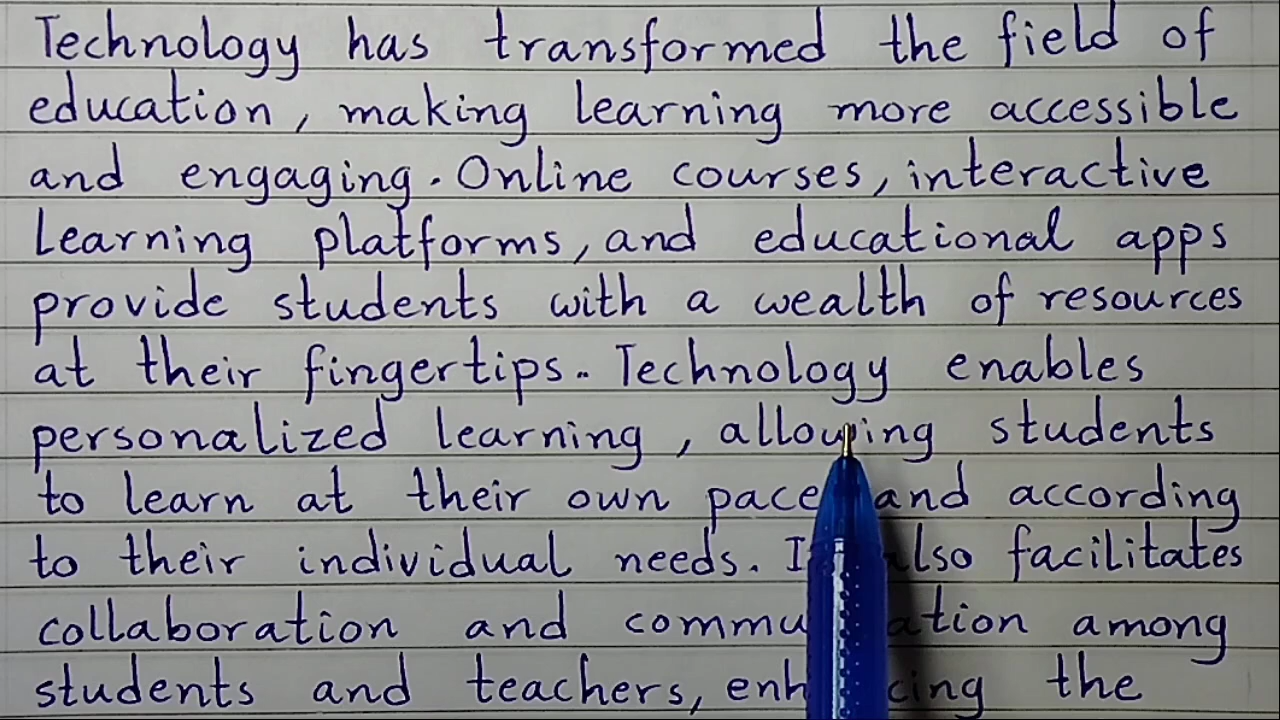 Technology has transformed the field of
education, making learning more accessible
and engaging. Online courses, interactive
learning platforms, and educational apps
provide students with a wealth of resources
at their fingertips.. Technology enables
personalized learning, allowing students
to learn at their own pace and according
to their individual needs. also facilitates
collaboration and among
students and teachers, the